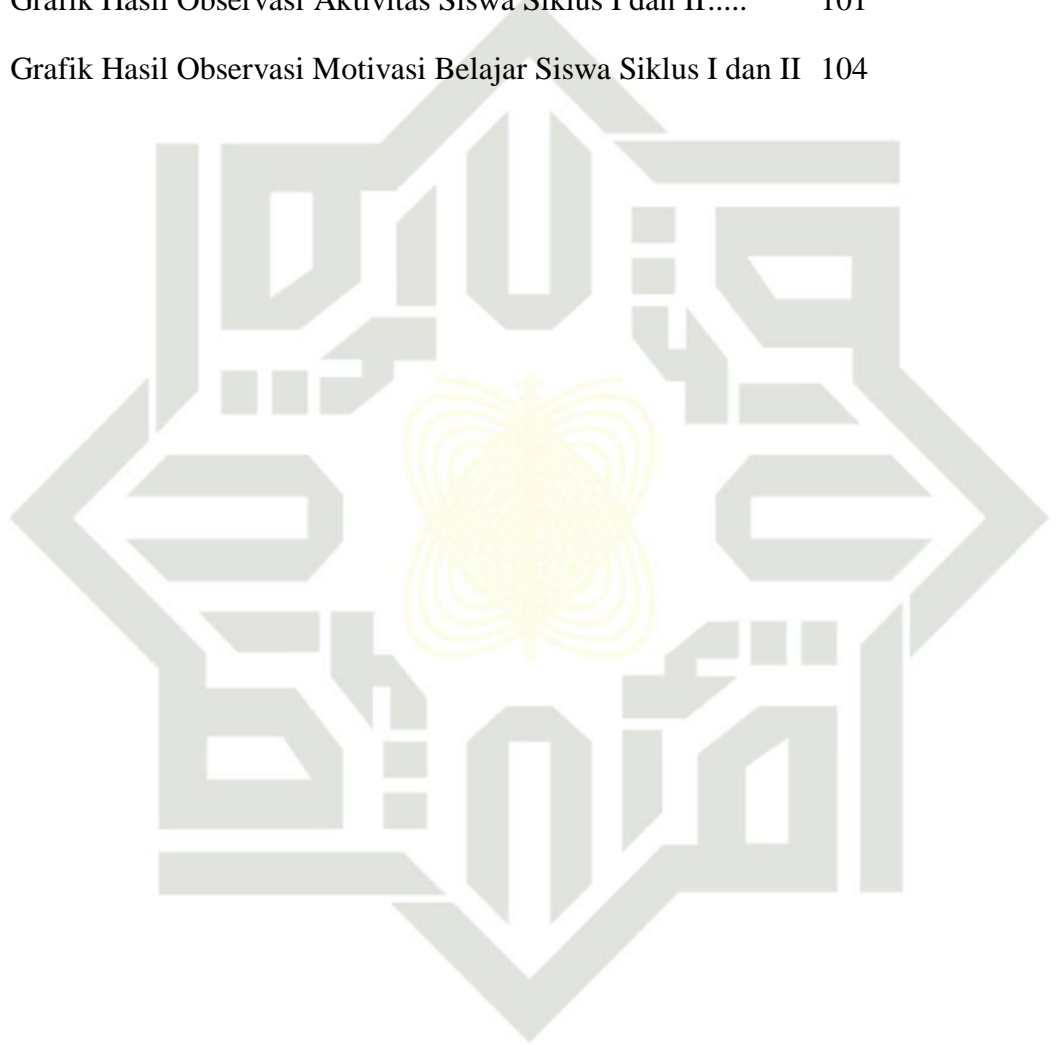 Grafik Hasil Observasi Aktivitas Siswa Siklus I dan II..... 101
Grafik Hasil Observasi Motivasi Belajar Siswa Siklus I dan II 104